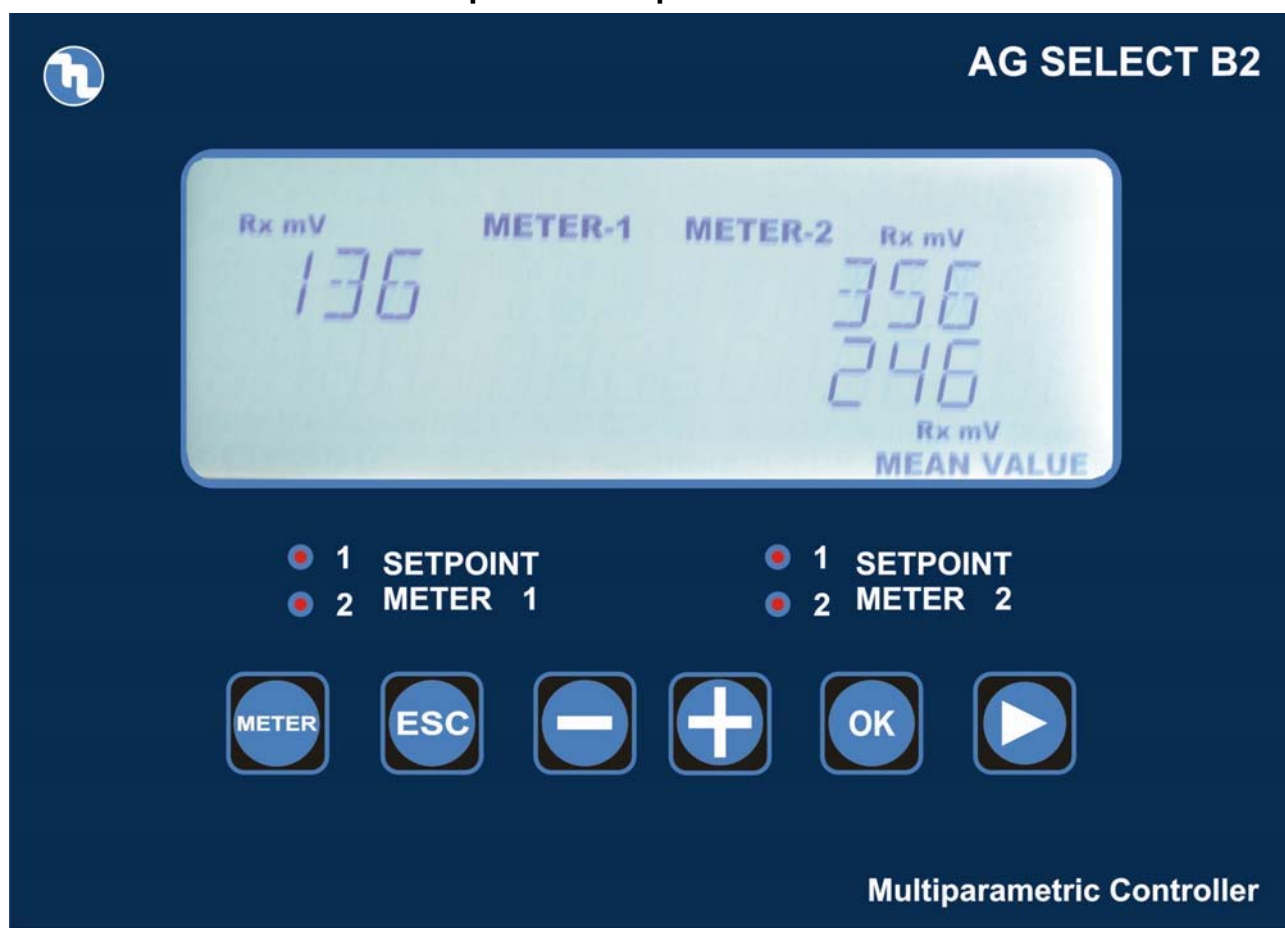 AG SELECT B2
Rx mV METER-1 METER-2 Rx mV
136 356
246
Rx mV
MEAN VALUE
1 SETPOINT 1 SETPOINT
2 METER 1 2 METER 2
METER ESC − + OK
Multiparametric Controller